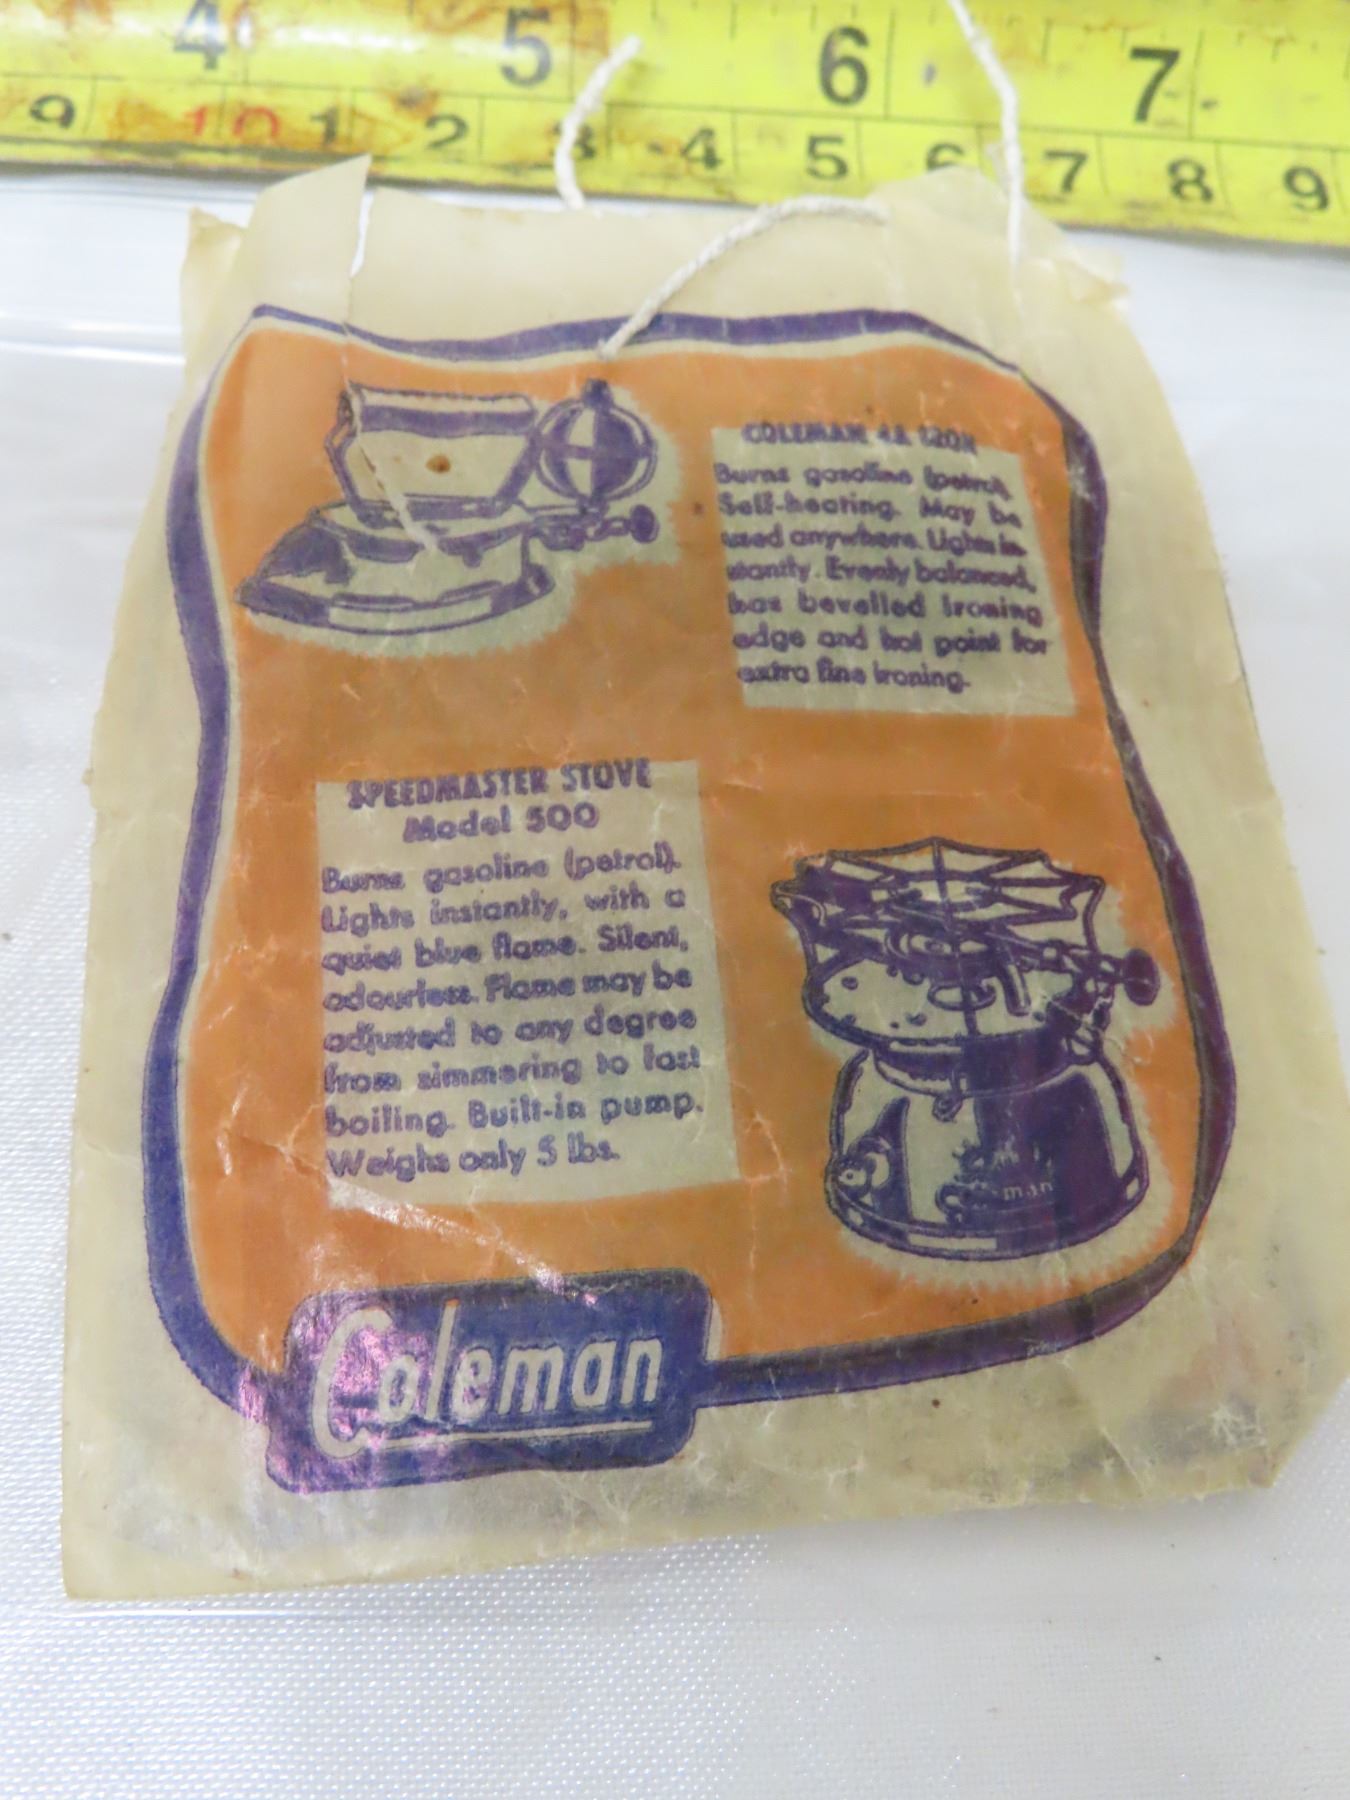 4 5 6 7
9 10 1 2 3 4 5 6 7 8 9
COLEMAN 4A IRON
Burns gasoline (petrol).
Self-heating. May be
used anywhere. Lights in-
stantly. Evenly balanced,
has bevelled ironing
edge and hot point for
extra fine ironing.
SPEEDMASTER STOVE
Model 500
Burns gasoline (petrol).
Lights instantly, with a
quiet blue flame. Silent,
odourless. Flame may be
adjusted to any degree
from simmering to fast
boiling. Built-in pump.
Weighs only 5 lbs.
man
Coleman